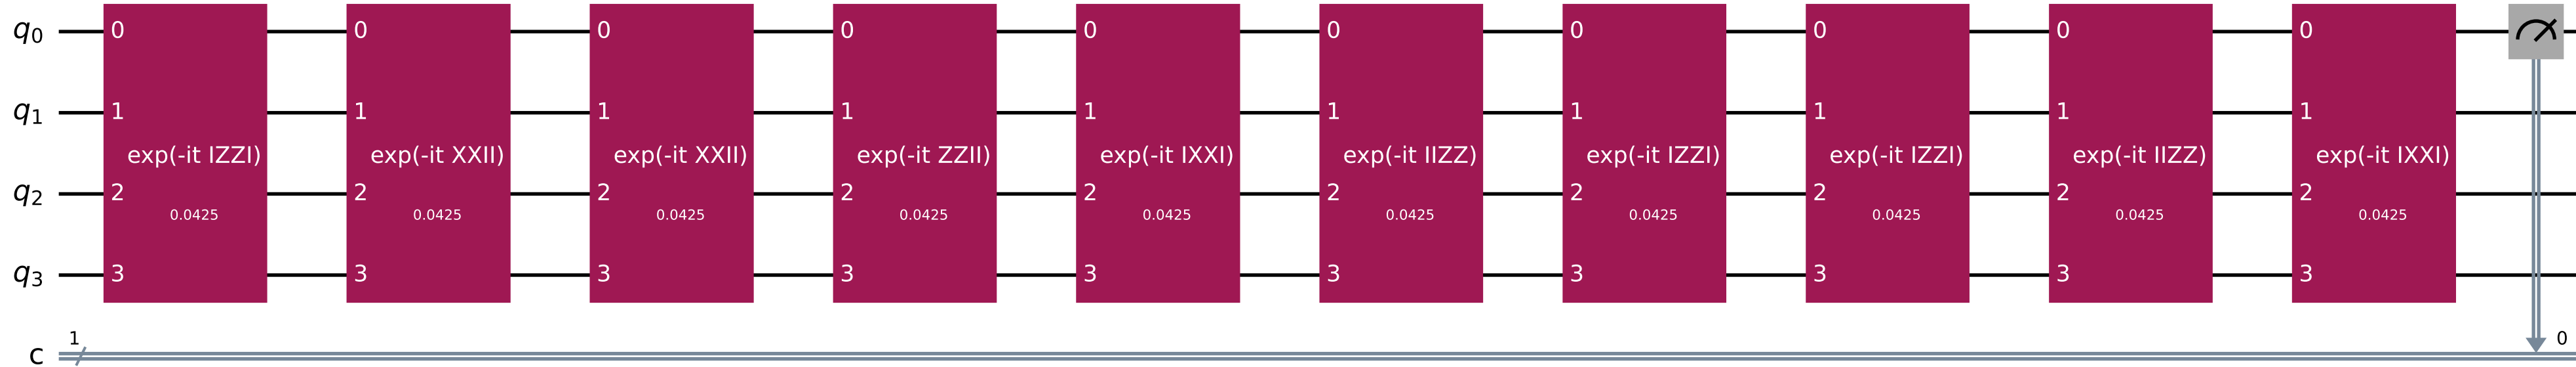 q0 0 0 0 0 0 0 0 0 0 0
q1 1 1 1 1 1 1 1 1 1 1
exp(-it IZZI) exp(-it XXII) exp(-it XXII) exp(-it ZZII) exp(-it IXXI) exp(-it IIZZ) exp(-it IZZI) exp(-it IZZI) exp(-it IIZZ) exp(-it IXXI)
q2 2 2 2 2 2 2 2 2 2 2
0.0425 0.0425 0.0425 0.0425 0.0425 0.0425 0.0425 0.0425 0.0425 0.0425
q3 3 3 3 3 3 3 3 3 3 3
1 0
c